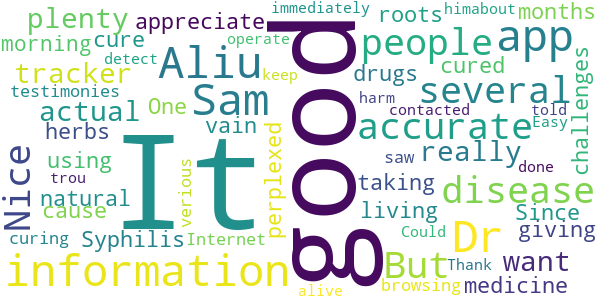 immediately himabout
plenty appreciate roots months
morning cure people app
tracker detect Aliu operate keep drugs cured
testimonies Sam several challenges
actual One harm contacted told
herbs vain accurate Easy
Nice trou using It perplexed good saw really done
natural verious taking disease
cause living Since
curing Syphilis Internet Could Dr giving
information But Thank want
alive browsing medicine